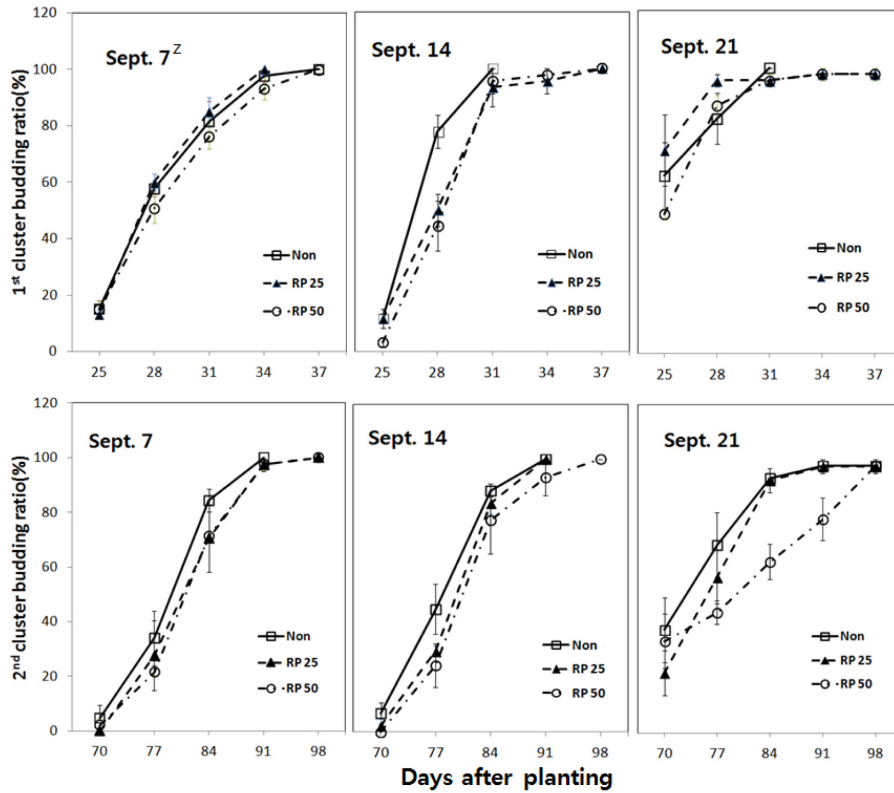 1st cluster budding ratio(%)
120
100
80
60
40
20
0
Sept. 7Z
Non
RP 25
RP 50
25 28 31 34 37
Sept. 14
Non
RP 25
RP 50
25 28 31 34 37
Sept. 21
Non
RP 25
RP 50
25 28 31 34 37
2nd cluster budding ratio(%)
120
100
80
60
40
20
0
Sept. 7
Non
RP 25
RP 50
70 77 84 91 98
Sept. 14
Non
RP 25
RP 50
70 77 84 91 98
Sept. 21
Non
RP 25
RP 50
70 77 84 91 98
Days after planting